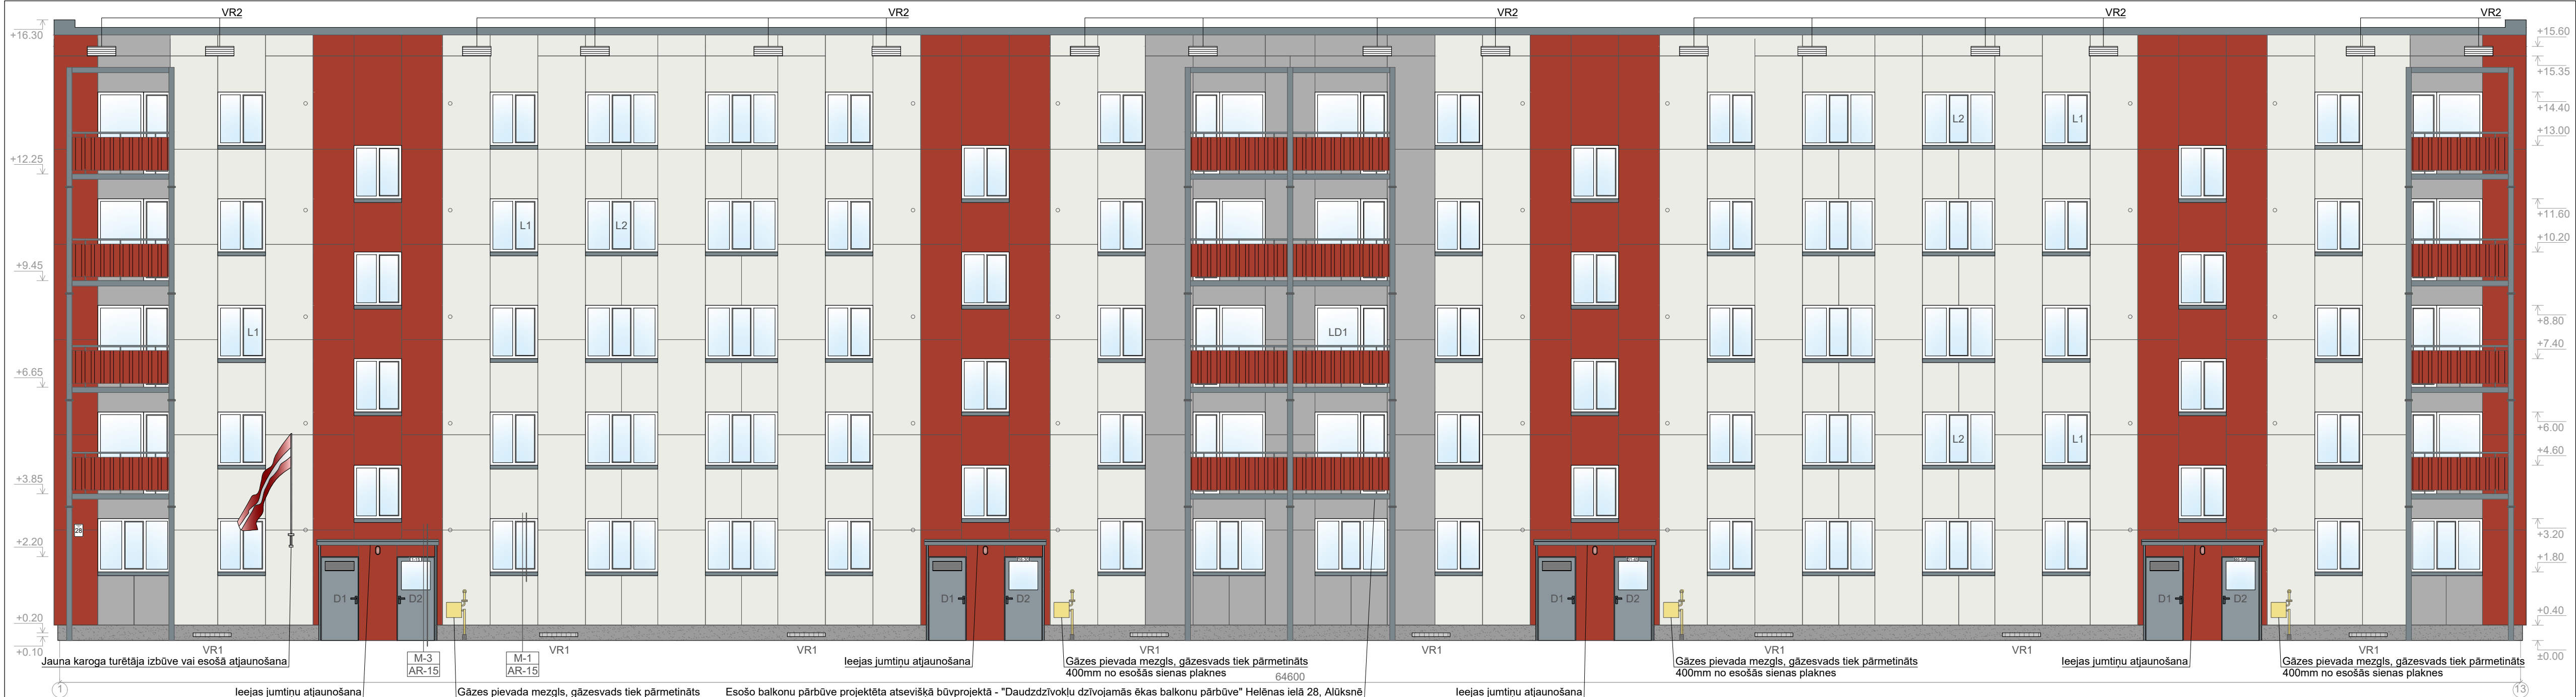 VR2
VR2
VR2
VR2
VR2
+16.30
+15.60
+15.35
+14.40
+13.00
+12.25
+11.60
+10.20
+9.45
+8.80
+7.40
+6.65
+6.00
+4.60
+3.85
+3.20
+2.20
+1.80
+0.40
+0.20
+0.10
±0.00
L2
L1
L1
L2
L1
LD1
L2
L1
28
D1
D2
D1
D2
D1
D2
D1
D2
VR1
VR1
VR1
VR1
VR1
VR1
VR1
VR1
Jauna karoga turētāja izbūve vai esošā atjaunošana
M-3
AR-15
M-1
AR-15
Ieejas jumtiņu atjaunošana
Gāzes pievada mezgls, gāzesvads tiek pārmetināts
400mm no esošās sienas plaknes
Gāzes pievada mezgls, gāzesvads tiek pārmetināts
400mm no esošās sienas plaknes
Ieejas jumtiņu atjaunošana
Gāzes pievada mezgls, gāzesvads tiek pārmetināts
400mm no esošās sienas plaknes
64600
1
13
Ieejas jumtiņu atjaunošana
Gāzes pievada mezgls, gāzesvads tiek pārmetināts
Esošo balkonu pārbūve projektēta atsevišķā būvprojektā - "Daudzdzīvokļu dzīvojamās ēkas balkonu pārbūve" Helēnas ielā 28, Alūksnē
Ieejas jumtiņu atjaunošana